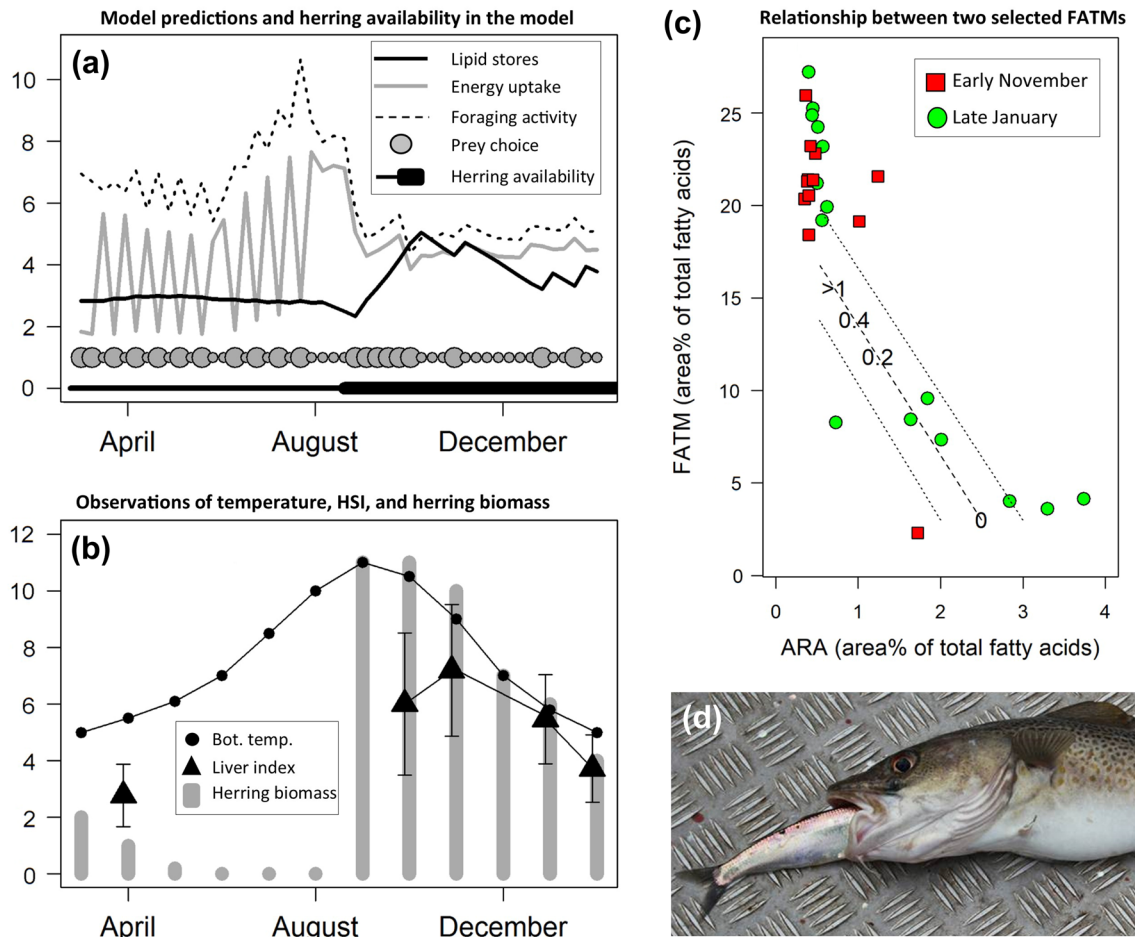 Model predictions and herring availability in the model
(a)
Lipid stores
Energy uptake
Foraging activity
Prey choice
Herring availability
10
8
6
4
2
0
April August December
Observations of temperature, HSI, and herring biomass
(b)
12
10
8
6
4
2
0
Bot. temp.
Liver index
Herring biomass
April August December
(c)
Relationship between two selected FATMs
Early November
Late January
FATM (area% of total fatty acids)
25
20
15
10
5
0
>1
0.4
0.2
0
0 1 2 3 4
ARA (area% of total fatty acids)
(d)